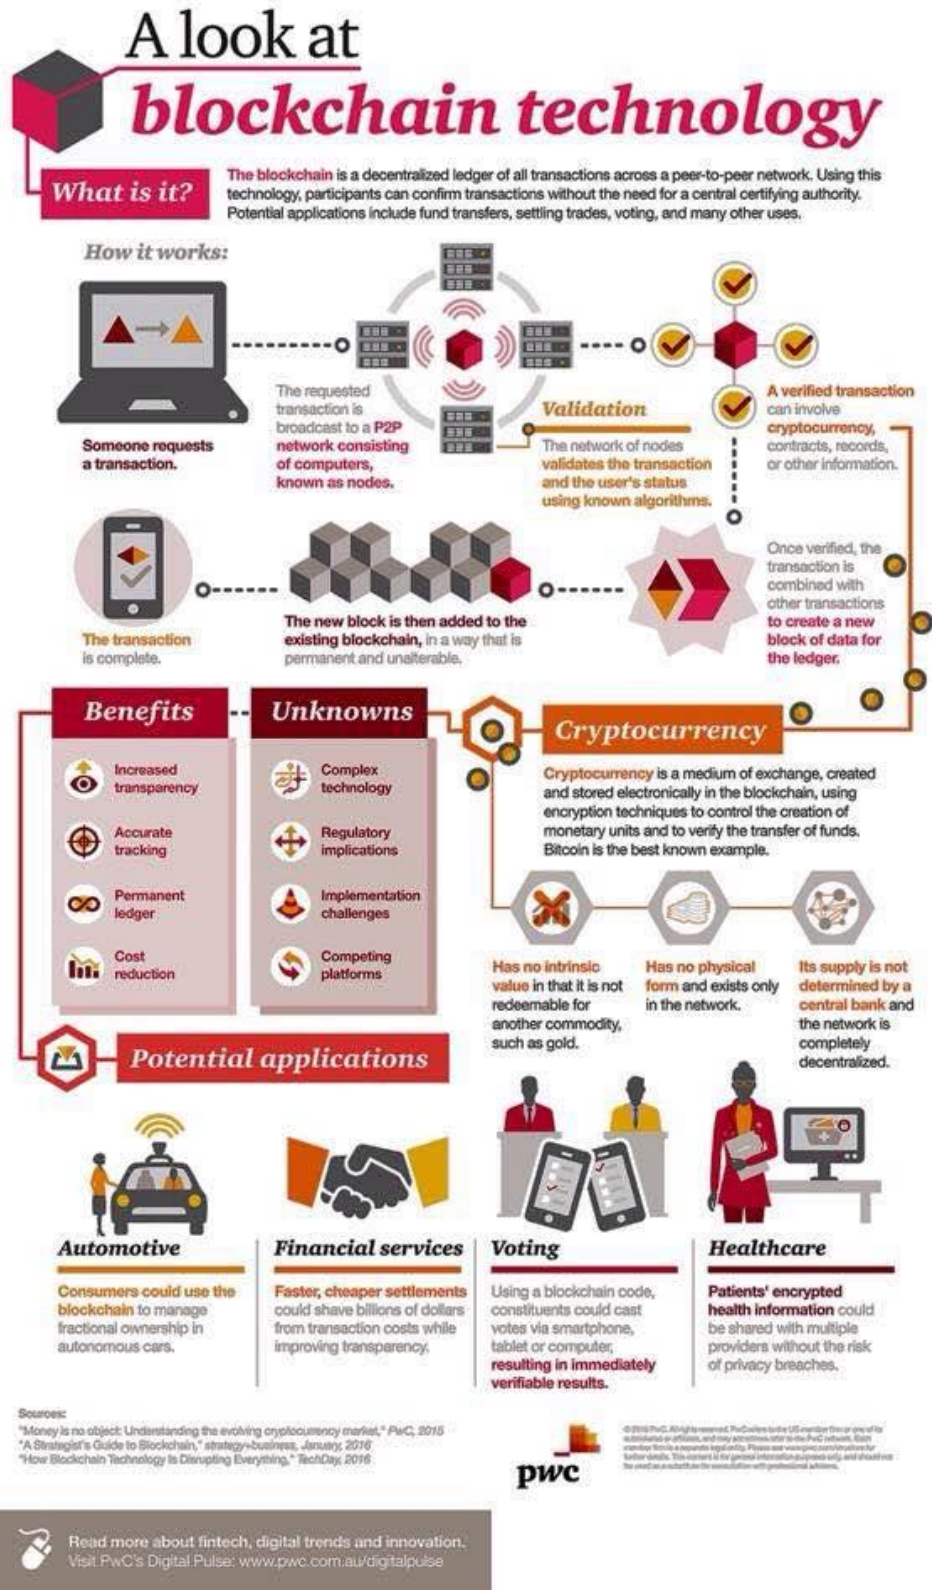 A look at
blockchain technology
What is it?
The blockchain is a decentralized ledger of all transactions across a peer-to-peer network. Using this
technology, participants can confirm transactions without the need for a central certifying authority.
Potential applications include fund transfers, settling trades, voting, and many other uses.
How it works:
Someone requests
a transaction.
The requested
transaction is
broadcast to a P2P
network consisting
of computers,
known as nodes.
Validation
The network of nodes
validates the transaction
and the user's status
using known algorithms.
A verified transaction
can involve
cryptocurrency,
contracts, records,
or other information.
Once verified, the
transaction is
combined with
other transactions
to create a new
block of data for
the ledger.
The new block is then added to the
existing blockchain, in a way that is
permanent and unalterable.
The transaction
is complete.
Benefits
Increased
transparency
Accurate
tracking
Permanent
ledger
Cost
reduction
Unknowns
Complex
technology
Regulatory
implications
Implementation
challenges
Competing
platforms
Cryptocurrency
Cryptocurrency is a medium of exchange, created
and stored electronically in the blockchain, using
encryption techniques to control the creation of
monetary units and to verify the transfer of funds.
Bitcoin is the best known example.
Has no intrinsic
value in that it is not
redeemable for
another commodity,
such as gold.
Has no physical
form and exists only
in the network.
Its supply is not
determined by a
central bank and
the network is
completely
decentralized.
Potential applications
Automotive
Consumers could use the
blockchain to manage
fractional ownership in
autonomous cars.
Financial services
Faster, cheaper settlements
could shave billions of dollars
from transaction costs while
improving transparency.
Voting
Using a blockchain code,
constituents could cast
votes via smartphone,
tablet or computer,
resulting in immediately
verifiable results.
Healthcare
Patients' encrypted
health information could
be shared with multiple
providers without the risk
of privacy breaches.
Sources:
"Money is no object: Understanding the evolving cryptocurrency market," PwC, 2015
"A Strategist's Guide to Blockchain," strategy+business, January, 2016
"How Blockchain Technology Is Disrupting Everything," TechDay, 2016
pwc
Read more about fintech, digital trends and innovation.
Visit PwC's Digital Pulse: www.pwc.com.au/digitalpulse